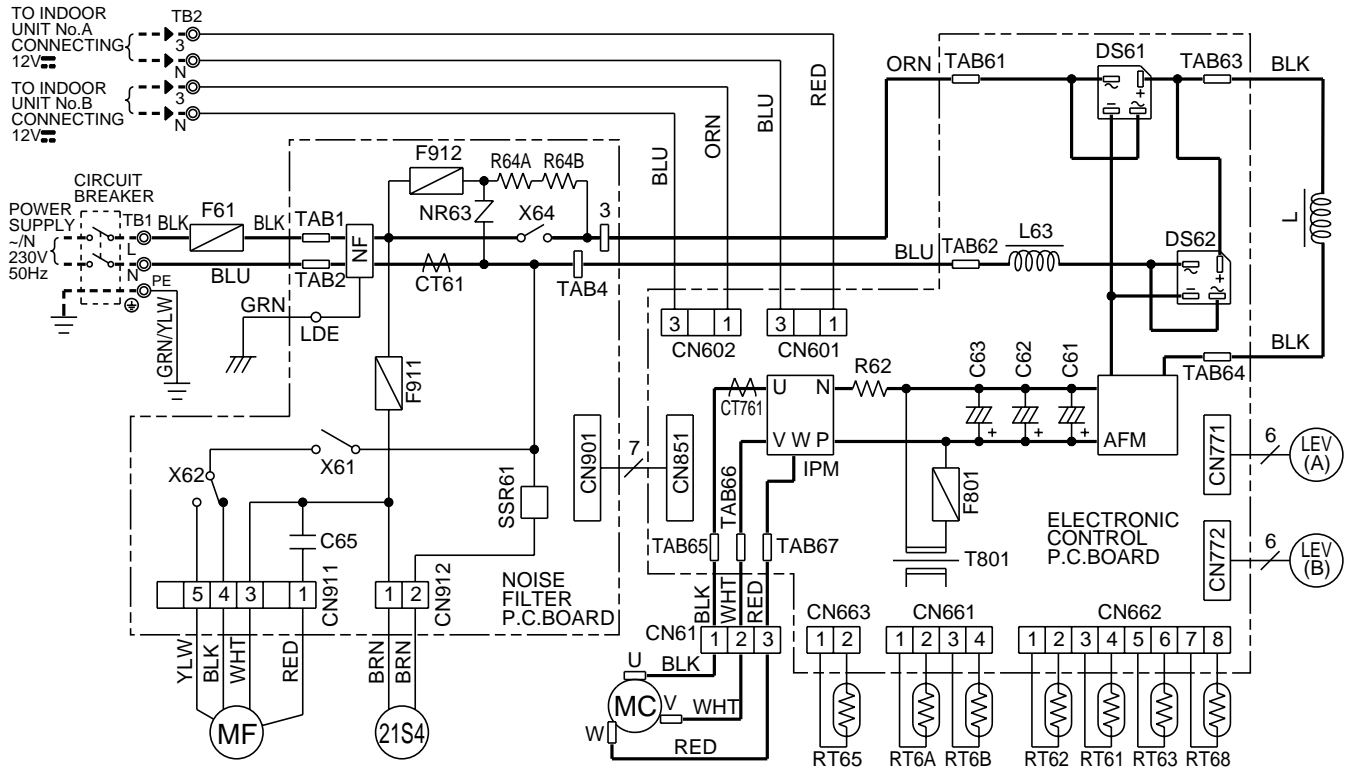 TO INDOOR
UNIT No.A
CONNECTING
12V
TB2
3
N
TO INDOOR
UNIT No.B
CONNECTING
12V
3
N
BLU
ORN
BLU
RED
ORN
TAB61
DS61
TAB63
BLK
~
+
-
~
CIRCUIT
BREAKER
POWER
SUPPLY
~/N
230V
50Hz
TB1
L
N
PE
BLK
F61
BLK
BLU
TAB1
TAB2
NF
GRN
LDE
GRN/YLW
F912
R64A
R64B
NR63
X64
3
CT61
TAB4
BLU
TAB62
L63
DS62
~
+
-
~
L
BLK
TAB64
3
1
CN602
3
1
CN601
F911
X61
X62
SSR61
C65
5
4
3
1
CN911
1
2
CN912
NOISE
FILTER
P.C.BOARD
YLW
BLK
WHT
RED
BRN
BRN
MF
21S4
CN901
7
CN851
CT761
U
N
V W P
IPM
R62
C63
C62
C61
+
+
+
AFM
F801
T801
TAB66
TAB65
TAB67
BLK
WHT
RED
CN61
1
2
3
U
BLK
MC
V
WHT
W
RED
ELECTRONIC
CONTROL
P.C.BOARD
CN771
6
LEV
(A)
CN772
6
LEV
(B)
CN663
1
2
CN661
1
2
3
4
CN662
1
2
3
4
5
6
7
8
RT65
RT6A
RT6B
RT62
RT61
RT63
RT68